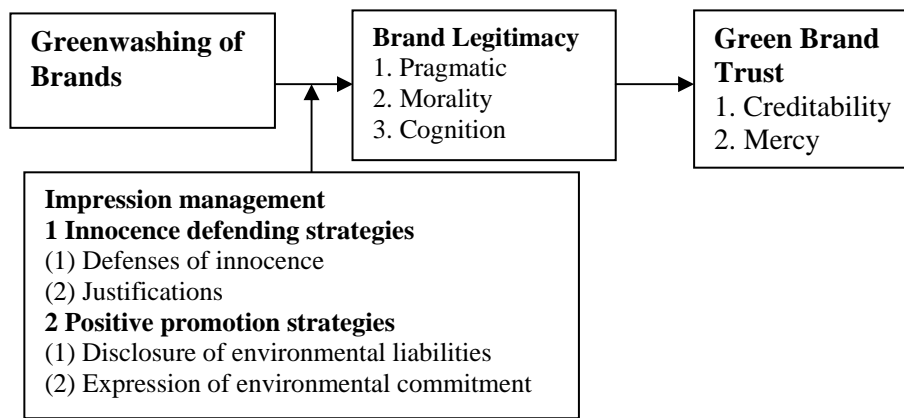 Greenwashing of
Brands
Brand Legitimacy
1. Pragmatic
2. Morality
3. Cognition
Green Brand
Trust
1. Creditability
2. Mercy
Impression management
1 Innocence defending strategies
(1) Defenses of innocence
(2) Justifications
2 Positive promotion strategies
(1) Disclosure of environmental liabilities
(2) Expression of environmental commitment